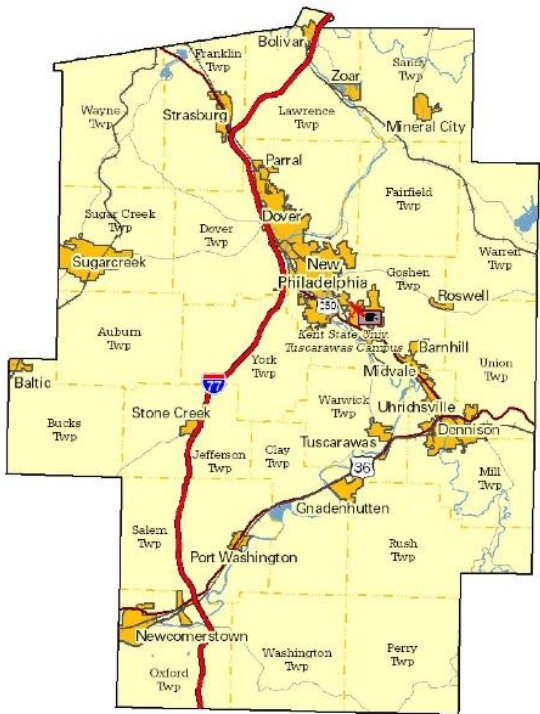 Bolivar
Franklin
Twp
Sandy
Twp
Zoar
Wayne
Twp
Strasburg
Lawrence
Twp
Mineral City
Parral
Fairfield
Twp
Sugar Creek
Twp
Dover
Dover
Twp
Warren
Twp
Sugarcreek
New
Philadelphia
Goshen
Twp
250
Roswell
Kent State Univ.
Tuscarawas Campus
Auburn
Twp
Barnhill
York
Twp
Midvale
Union
Twp
Baltic
77
Warwick
Twp
Uhrichsville
Stone Creek
Bucks
Twp
Tuscarawas
Dennison
Jefferson
Twp
Clay
Twp
36
Mill
Twp
Gnadenhutten
Salem
Twp
Port Washington
Rush
Twp
Newcomerstown
Washington
Twp
Perry
Twp
Oxford
Twp